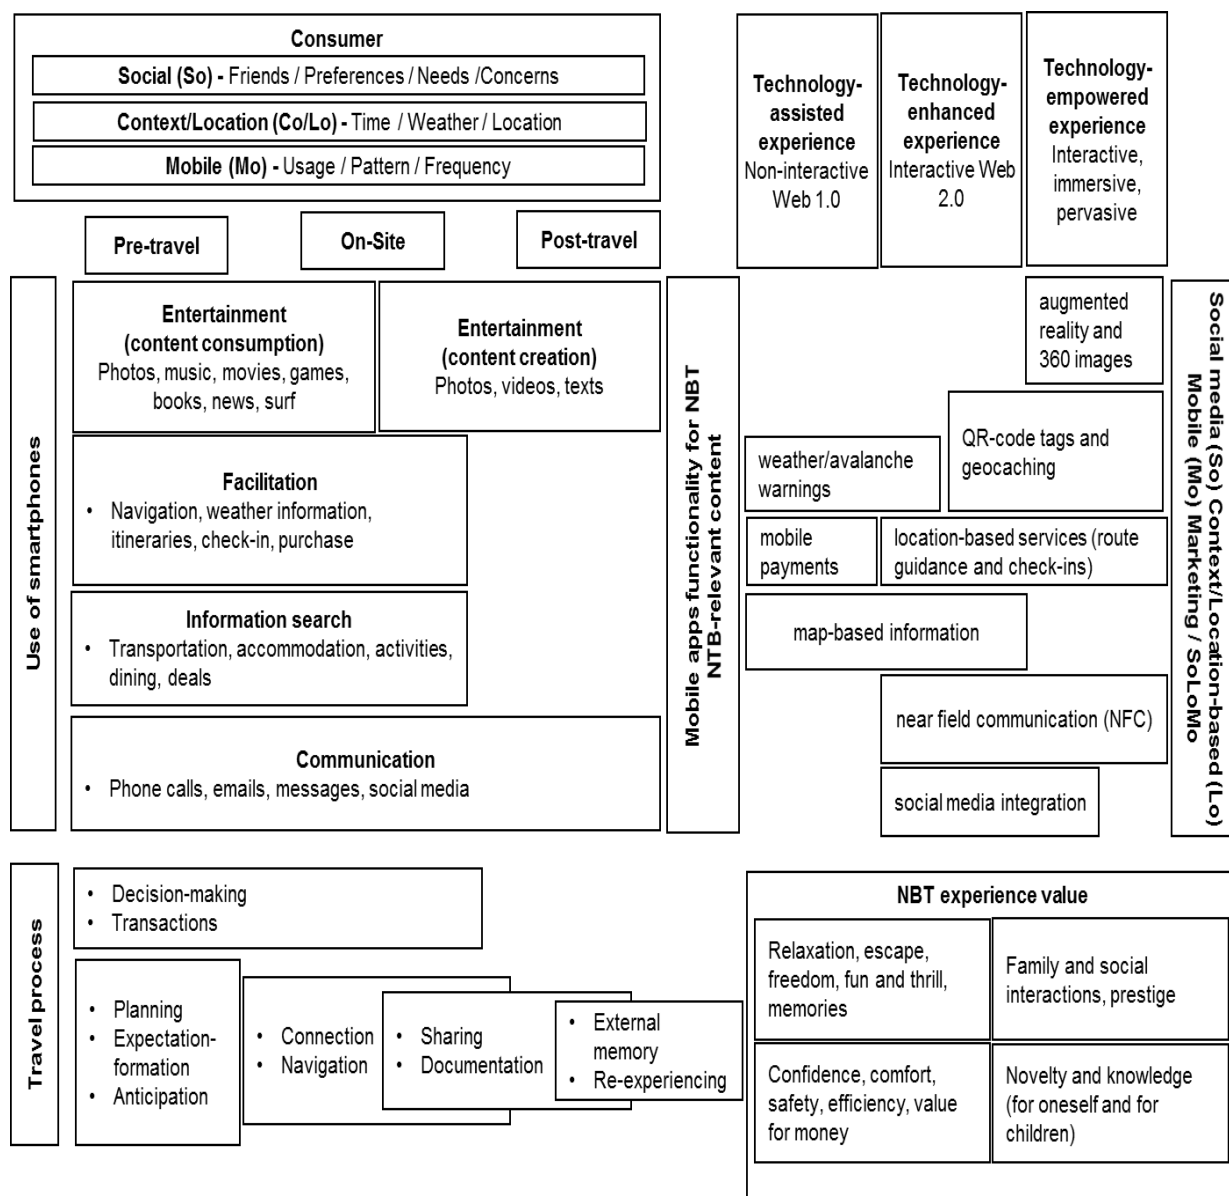 Consumer
Social (So) - Friends / Preferences / Needs /Concerns
Context/Location (Co/Lo) - Time / Weather / Location
Mobile (Mo) - Usage / Pattern / Frequency
Pre-travel
On-Site
Post-travel
Technology-
assisted
experience
Non-interactive
Web 1.0
Technology-
enhanced
experience
Interactive Web
2.0
Technology-
empowered
experience
Interactive,
immersive,
pervasive
Use of smartphones
Entertainment
(content consumption)
Photos, music, movies, games,
books, news, surf
Entertainment
(content creation)
Photos, videos, texts
Facilitation
• Navigation, weather information,
itineraries, check-in, purchase
Information search
• Transportation, accommodation, activities,
dining, deals
Communication
• Phone calls, emails, messages, social media
Mobile apps functionality for NBT
NTB-relevant content
augmented
reality and
360 images
QR-code tags and
geocaching
weather/avalanche
warnings
mobile
payments
location-based services (route
guidance and check-ins)
map-based information
near field communication (NFC)
social media integration
Social media (So) Context/Location-based (Lo)
Mobile (Mo) Marketing / SoLoMo
Travel process
• Decision-making
• Transactions
• Planning
• Expectation-
formation
• Anticipation
• Connection
• Navigation
• Sharing
• Documentation
• External
memory
• Re-experiencing
NBT experience value
Relaxation, escape,
freedom, fun and thrill,
memories
Family and social
interactions, prestige
Confidence, comfort,
safety, efficiency, value
for money
Novelty and knowledge
(for oneself and for
children)